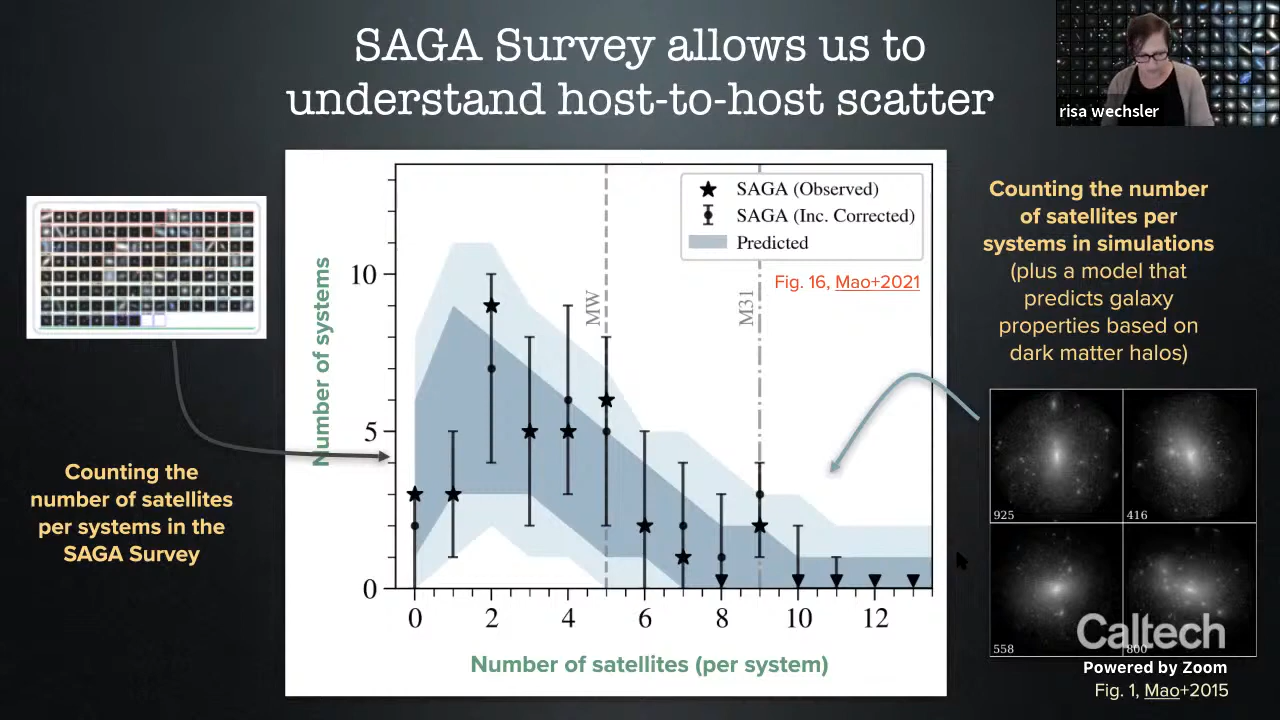 SAGA Survey allows us to
understand host-to-host scatter
risa wechsler
Counting the
number of satellites
per systems in the
SAGA Survey
Number of systems
10
5
0
0 2 4 6 8 10 12
Number of satellites (per system)
MW
M31
SAGA (Observed)
SAGA (Inc. Corrected)
Predicted
Fig. 16, Mao+2021
Counting the number
of satellites per
systems in simulations
(plus a model that
predicts galaxy
properties based on
dark matter halos)
925
416
558
800
Caltech
Powered by Zoom
Fig. 1, Mao+2015